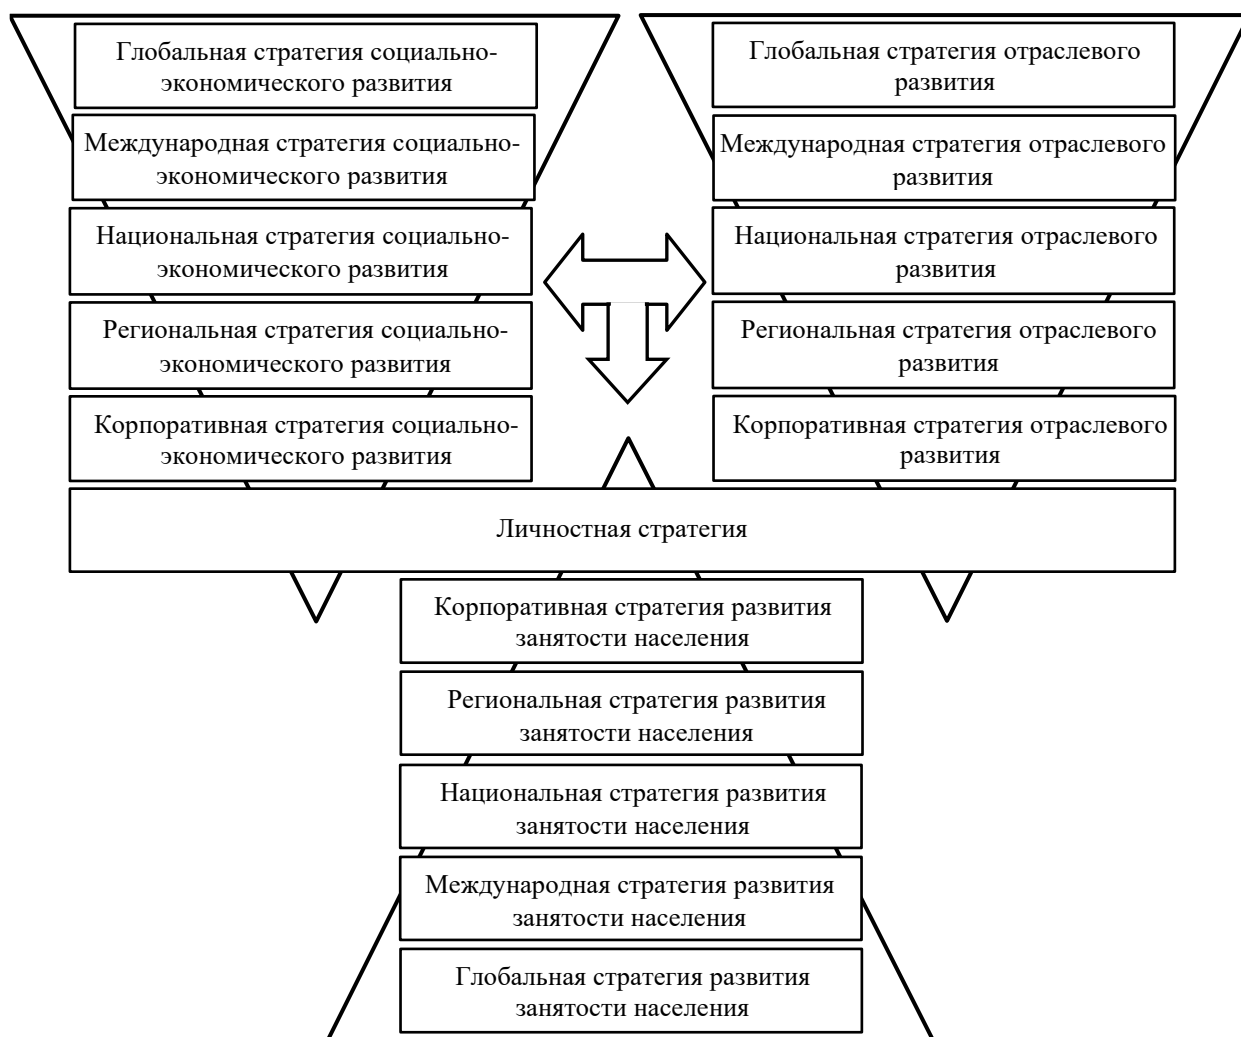 Глобальная стратегия социально-
экономического развития
Глобальная стратегия отраслевого
развития
Международная стратегия социально-
экономического развития
Международная стратегия отраслевого
развития
Национальная стратегия социально-
экономического развития
Национальная стратегия отраслевого
развития
Региональная стратегия социально-
экономического развития
Региональная стратегия отраслевого
развития
Корпоративная стратегия социально-
экономического развития
Корпоративная стратегия отраслевого
развития
Личностная стратегия
Корпоративная стратегия развития
занятости населения
Региональная стратегия развития
занятости населения
Национальная стратегия развития
занятости населения
Международная стратегия развития
занятости населения
Глобальная стратегия развития
занятости населения